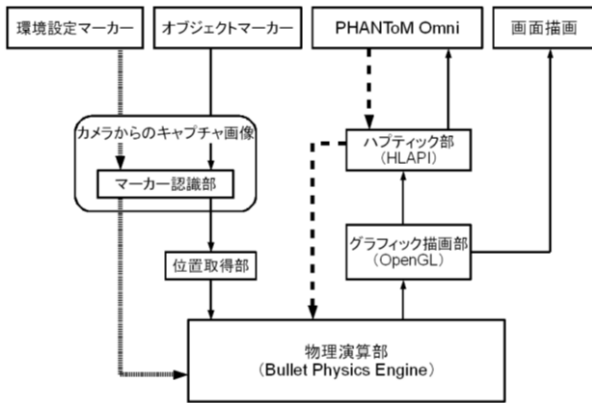 環境設定マーカー
オブジェクトマーカー
PHANToM Omni
画面描画
カメラからのキャプチャ画像
マーカー認識部
ハプティック部
(HLAPI)
位置取得部
グラフィック描画部
(OpenGL)
物理演算部
(Bullet Physics Engine)